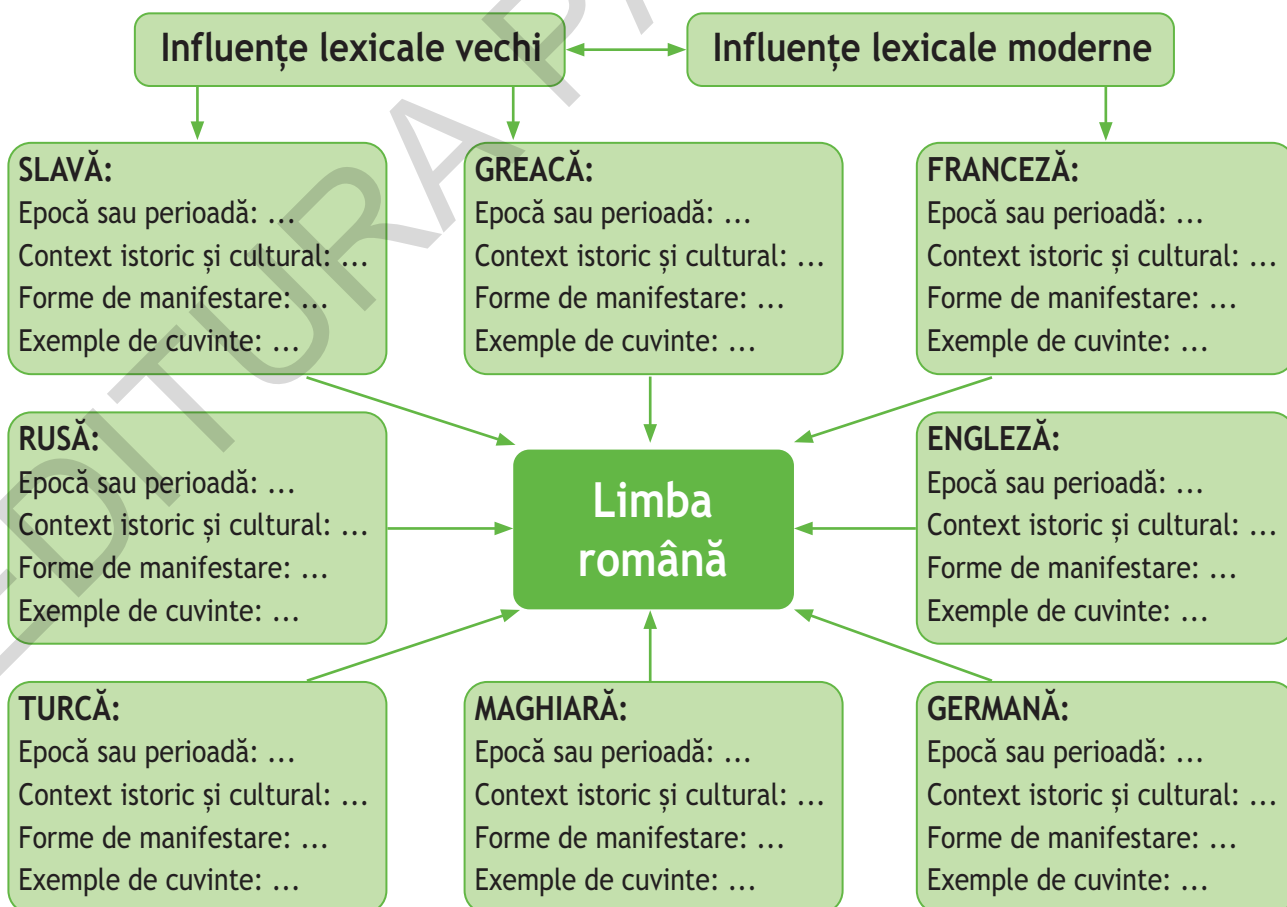 Influențe lexicale vechi
Influențe lexicale moderne
SLAVĂ:
Epocă sau perioadă: ...
Context istoric și cultural: ...
Forme de manifestare: ...
Exemple de cuvinte: ...
GREACĂ:
Epocă sau perioadă: ...
Context istoric și cultural: ...
Forme de manifestare: ...
Exemple de cuvinte: ...
FRANCEZĂ:
Epocă sau perioadă: ...
Context istoric și cultural: ...
Forme de manifestare: ...
Exemple de cuvinte: ...
RUSĂ:
Epocă sau perioadă: ...
Context istoric și cultural: ...
Forme de manifestare: ...
Exemple de cuvinte: ...
Limba
română
ENGLEZĂ:
Epocă sau perioadă: ...
Context istoric și cultural: ...
Forme de manifestare: ...
Exemple de cuvinte: ...
TURCĂ:
Epocă sau perioadă: ...
Context istoric și cultural: ...
Forme de manifestare: ...
Exemple de cuvinte: ...
MAGHIARĂ:
Epocă sau perioadă: ...
Context istoric și cultural: ...
Forme de manifestare: ...
Exemple de cuvinte: ...
GERMANĂ:
Epocă sau perioadă: ...
Context istoric și cultural: ...
Forme de manifestare: ...
Exemple de cuvinte: ...
EDITURA